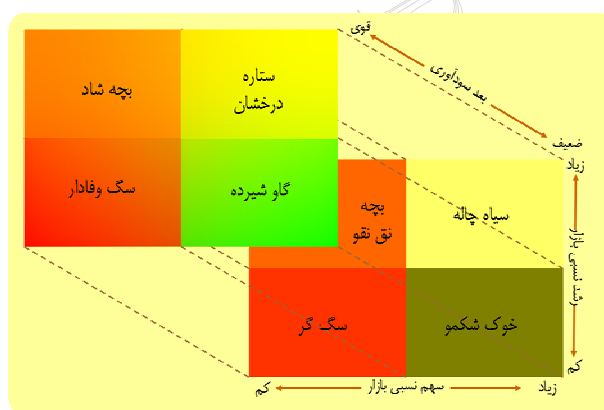 قوی
بعد سودآوری
ضعیف
ستاره
درخشان
بچه شاد
گاو شیرده
سگ وفادار
زیاد
سیاه چاله
بچه
نق نقو
رشد نسبی بازار
خوک شکمو
سگ گر
کم
زیاد
سهم نسبی بازار
کم